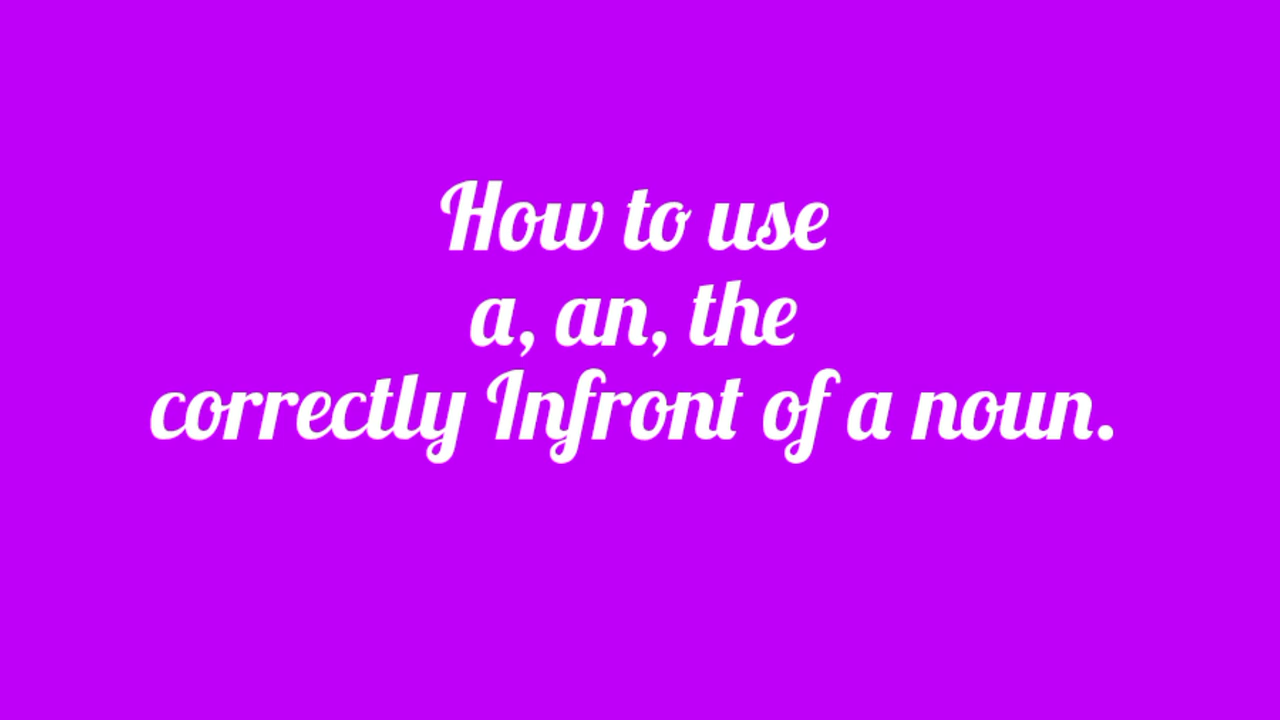 How to use
a, an, the
correctly Infront of a noun.